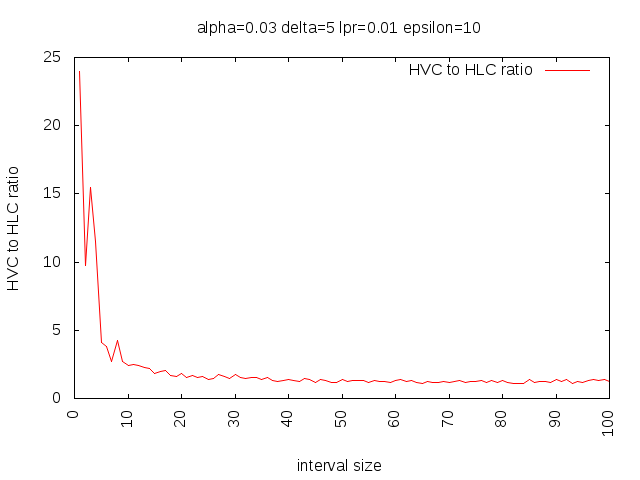 alpha=0.03 delta=5 lpr=0.01 epsilon=10
HVC to HLC ratio
HVC to HLC ratio
25
20
15
10
5
0
0 10 20 30 40 50 60 70 80 90 100
interval size